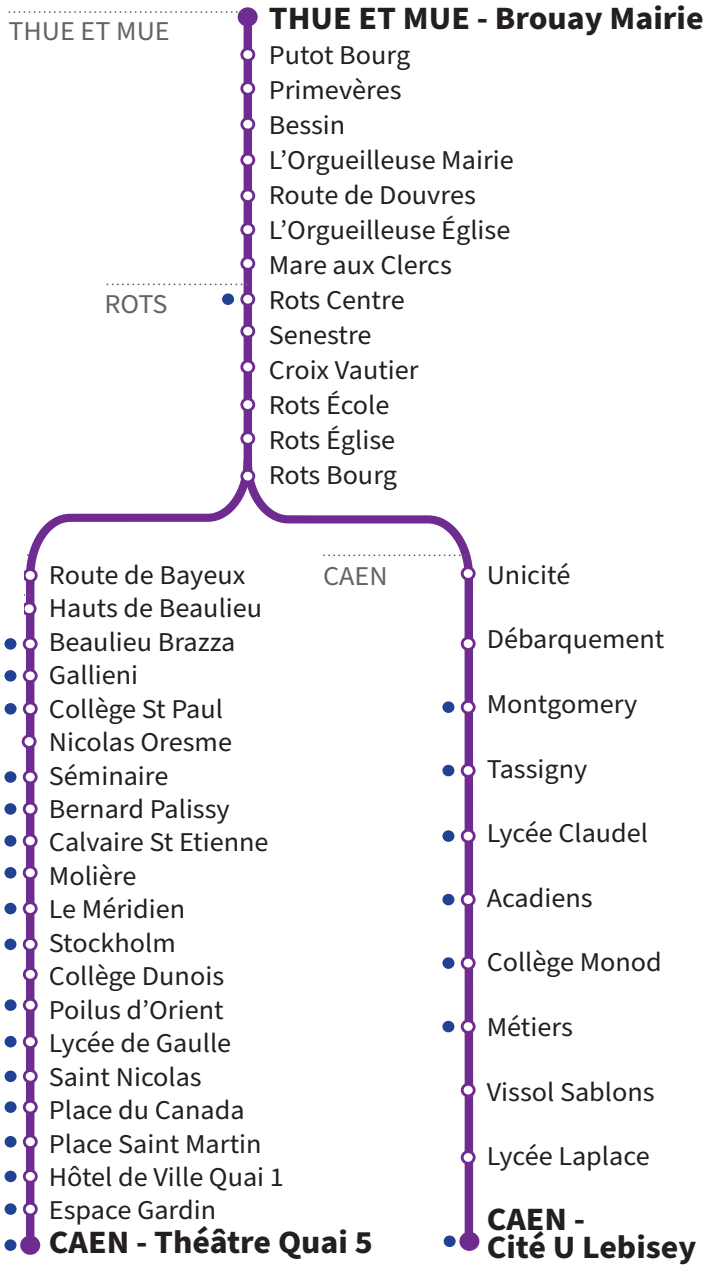 THUE ET MUE
THUE ET MUE - Brouay Mairie
Putot Bourg
Primevères
Bessin
L’Orgueilleuse Mairie
Route de Douvres
L’Orgueilleuse Église
Mare aux Clercs
ROTS
Rots Centre
Senestre
Croix Vautier
Rots École
Rots Église
Rots Bourg
Route de Bayeux
Hauts de Beaulieu
Beaulieu Brazza
Gallieni
Collège St Paul
Nicolas Oresme
Séminaire
Bernard Palissy
Calvaire St Etienne
Molière
Le Méridien
Stockholm
Collège Dunois
Poilus d’Orient
Lycée de Gaulle
Saint Nicolas
Place du Canada
Place Saint Martin
Hôtel de Ville Quai 1
Espace Gardin
CAEN - Théâtre Quai 5
CAEN
Unicité
Débarquement
Montgomery
Tassigny
Lycée Claudel
Acadiens
Collège Monod
Métiers
Vissol Sablons
Lycée Laplace
CAEN -
Cité U Lebisey